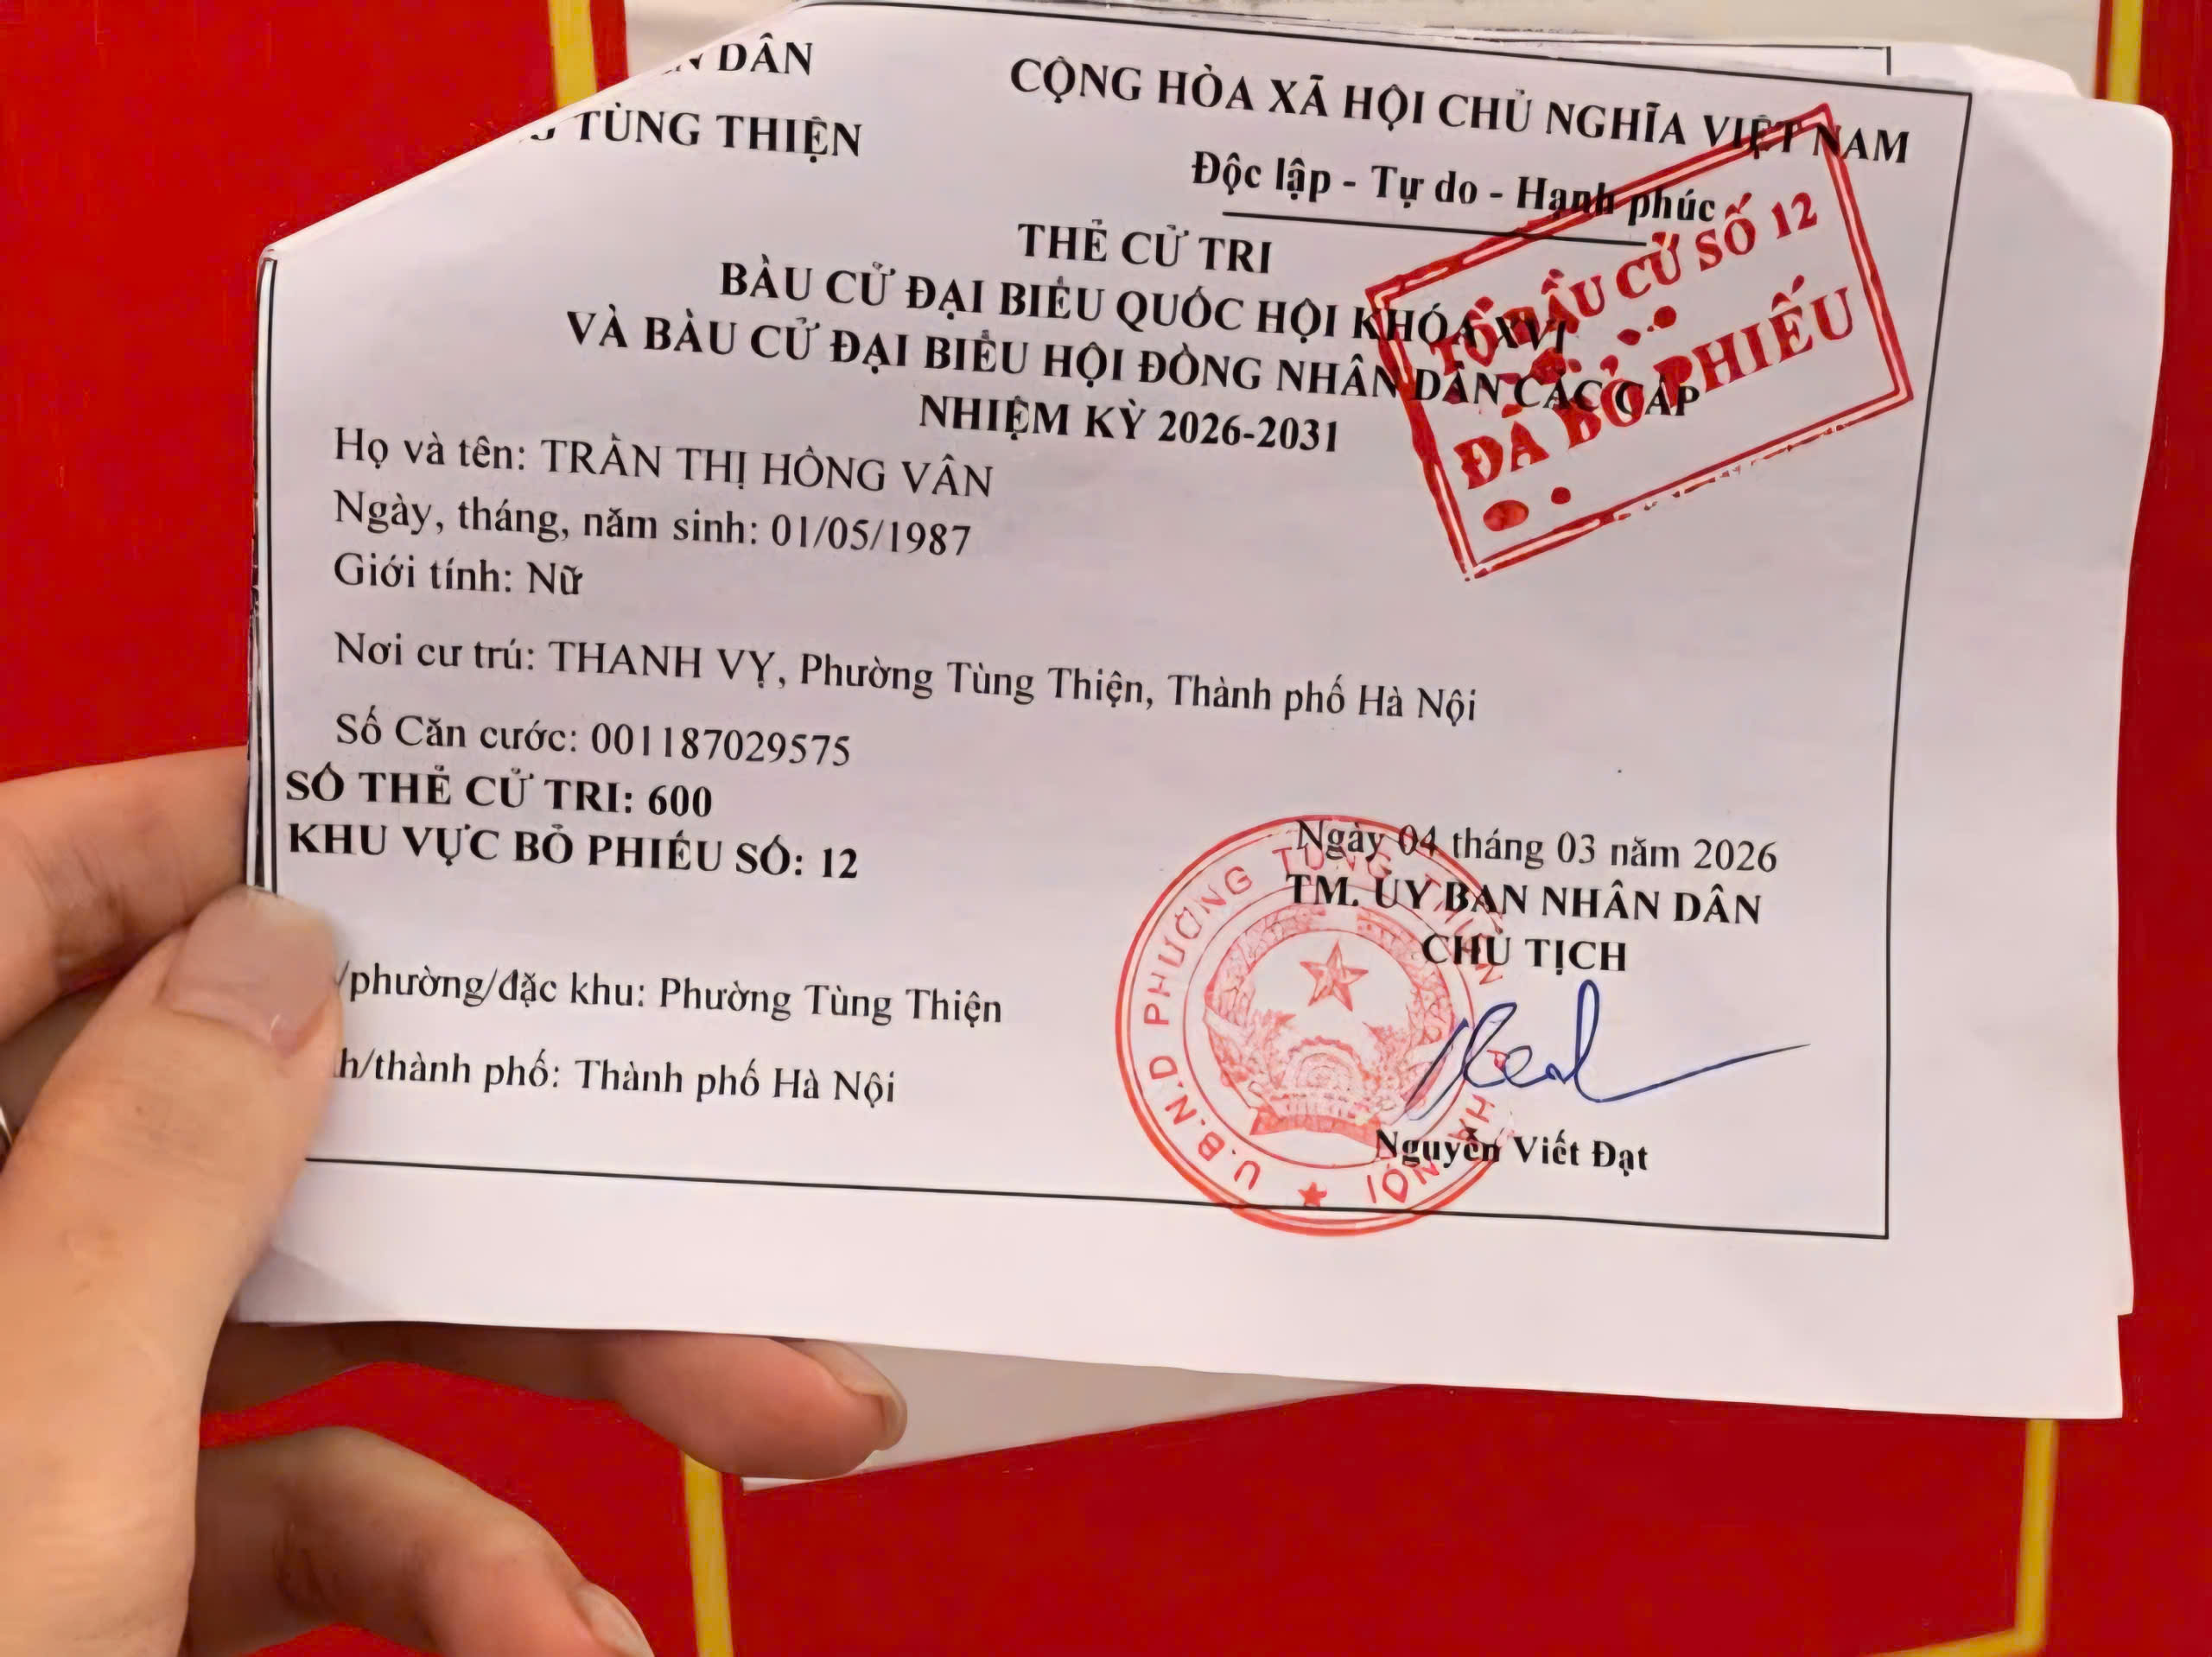 DÂN
TÙNG THIỆN
CỘNG HÒA XÃ HỘI CHỦ NGHĨA VIỆT NAM
Độc lập - Tự do - Hạnh phúc
THẺ CỬ TRI
BẦU CỬ ĐẠI BIỂU QUỐC HỘI KHÓA XVI
VÀ BẦU CỬ ĐẠI BIỂU HỘI ĐỒNG NHÂN DÂN CÁC CẤP
NHIỆM KỲ 2026-2031
TỔ BẦU CỬ SỐ 12
ĐÃ BỎ PHIẾU
Họ và tên: TRẦN THỊ HỒNG VÂN
Ngày, tháng, năm sinh: 01/05/1987
Giới tính: Nữ
Nơi cư trú: THANH VỴ, Phường Tùng Thiện, Thành phố Hà Nội
Số Căn cước: 001187029575
SỐ THẺ CỬ TRI: 600
KHU VỰC BỎ PHIẾU SỐ: 12
/phường/đặc khu: Phường Tùng Thiện
h/thành phố: Thành phố Hà Nội
Ngày 04 tháng 03 năm 2026
TM. ỦY BAN NHÂN DÂN
CHỦ TỊCH
U.B.N.D PHƯỜNG TÙNG THIỆN
HÀ NỘI
Nguyễn Viết Đạt